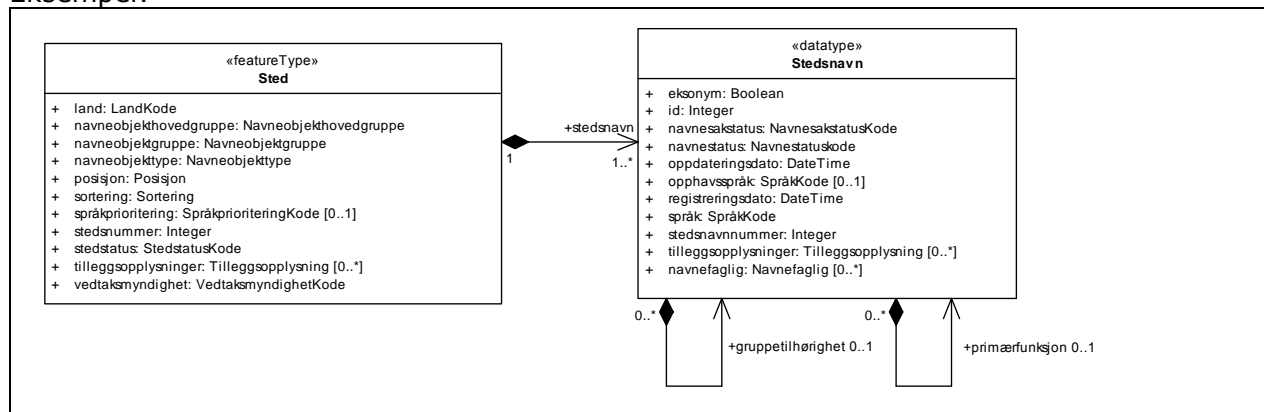 Eksempel:
«featureType»
Sted
+ land: LandKode
+ navneobjekthovedgruppe: Navneobjekthovedgruppe
+ navneobjektgruppe: Navneobjektgruppe
+ navneobjekttype: Navneobjekttype
+ posisjon: Posisjon
+ sortering: Sortering
+ språkprioritering: SpråkprioriteringKode [0..1]
+ stedsnummer: Integer
+ stedstatus: StedstatusKode
+ tilleggsopplysninger: Tilleggsopplysning [0..*]
+ vedtaksmyndighet: VedtaksmyndighetKode
+stedsnavn
1
1..*
«datatype»
Stedsnavn
+ eksonym: Boolean
+ id: Integer
+ navnesakstatus: NavnesakstatusKode
+ navnestatus: Navnestatuskode
+ oppdateringsdato: DateTime
+ opphavsspråk: SpråkKode [0..1]
+ registreringsdato: DateTime
+ språk: SpråkKode
+ stedsnavnnummer: Integer
+ tilleggsopplysninger: Tilleggsopplysning [0..*]
+ navnefaglig: Navnefaglig [0..*]
0..*
+gruppetilhørighet 0..1
0..*
+primærfunksjon 0..1